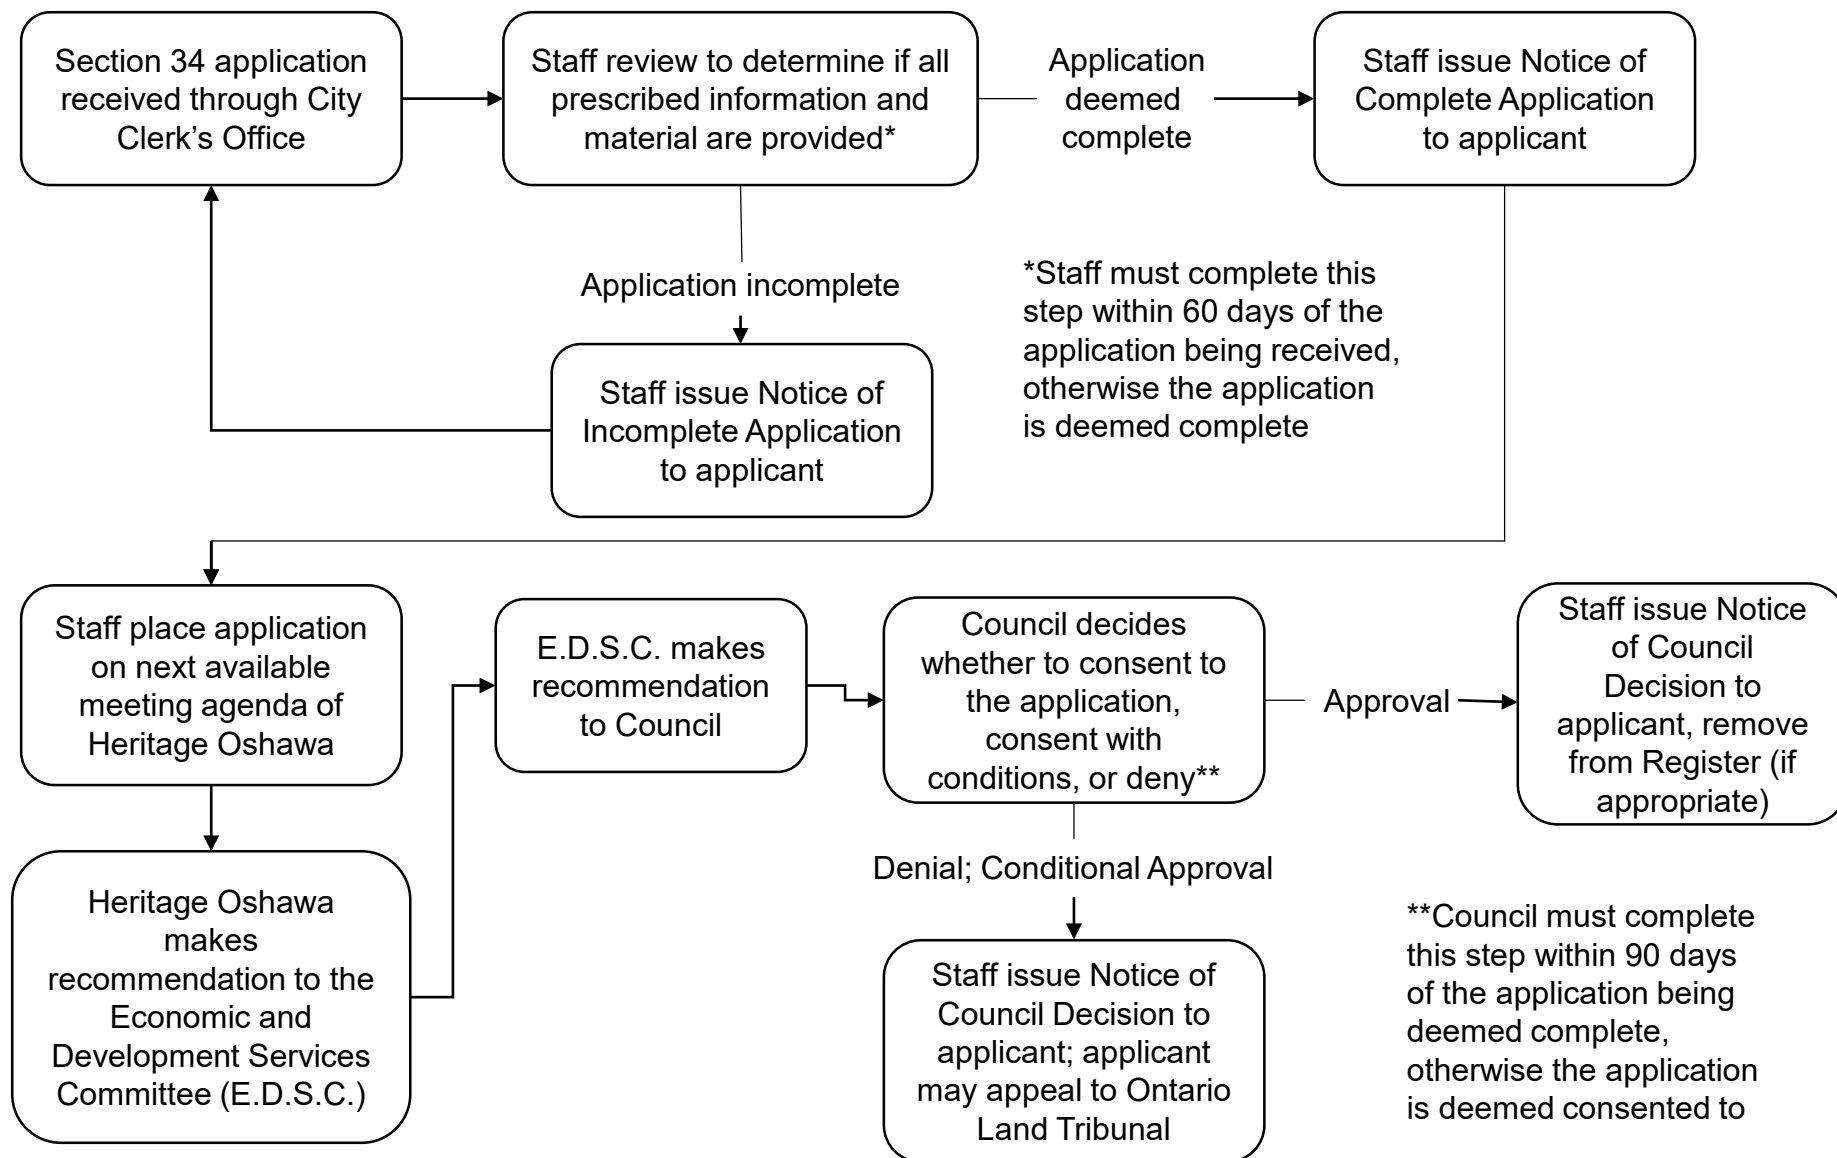 Section 34 application
received through City
Clerk’s Office
Staff review to determine if all
prescribed information and
material are provided*
Application
deemed
complete
Staff issue Notice of
Complete Application
to applicant
Application incomplete
*Staff must complete this
step within 60 days of the
application being received,
otherwise the application
is deemed complete
Staff issue Notice of
Incomplete Application
to applicant
Staff place application
on next available
meeting agenda of
Heritage Oshawa
Heritage Oshawa
makes
recommendation to the
Economic and
Development Services
Committee (E.D.S.C.)
E.D.S.C. makes
recommendation
to Council
Council decides
whether to consent to
the application,
consent with
conditions, or deny**
Approval
Staff issue Notice
of Council
Decision to
applicant, remove
from Register (if
appropriate)
Denial; Conditional Approval
Staff issue Notice of
Council Decision to
applicant; applicant
may appeal to Ontario
Land Tribunal
**Council must complete
this step within 90 days
of the application being
deemed complete,
otherwise the application
is deemed consented to